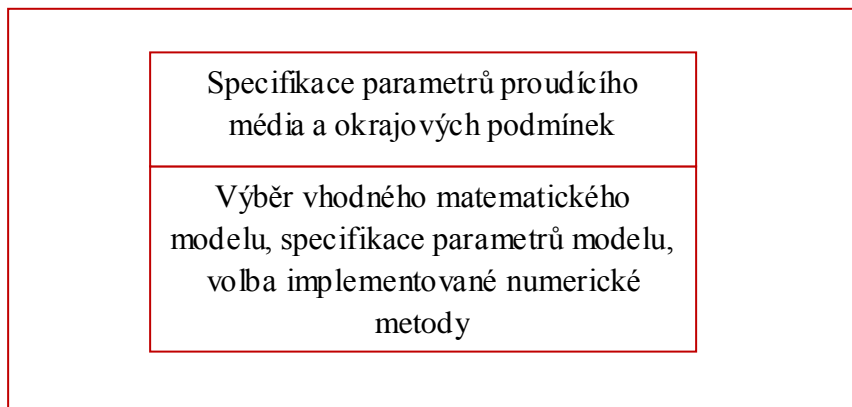 Specifikace parametrů proudícího
média a okrajových podmínek
Výběr vhodného matematického
modelu, specifikace parametrů modelu,
volba implementované numerické
metody